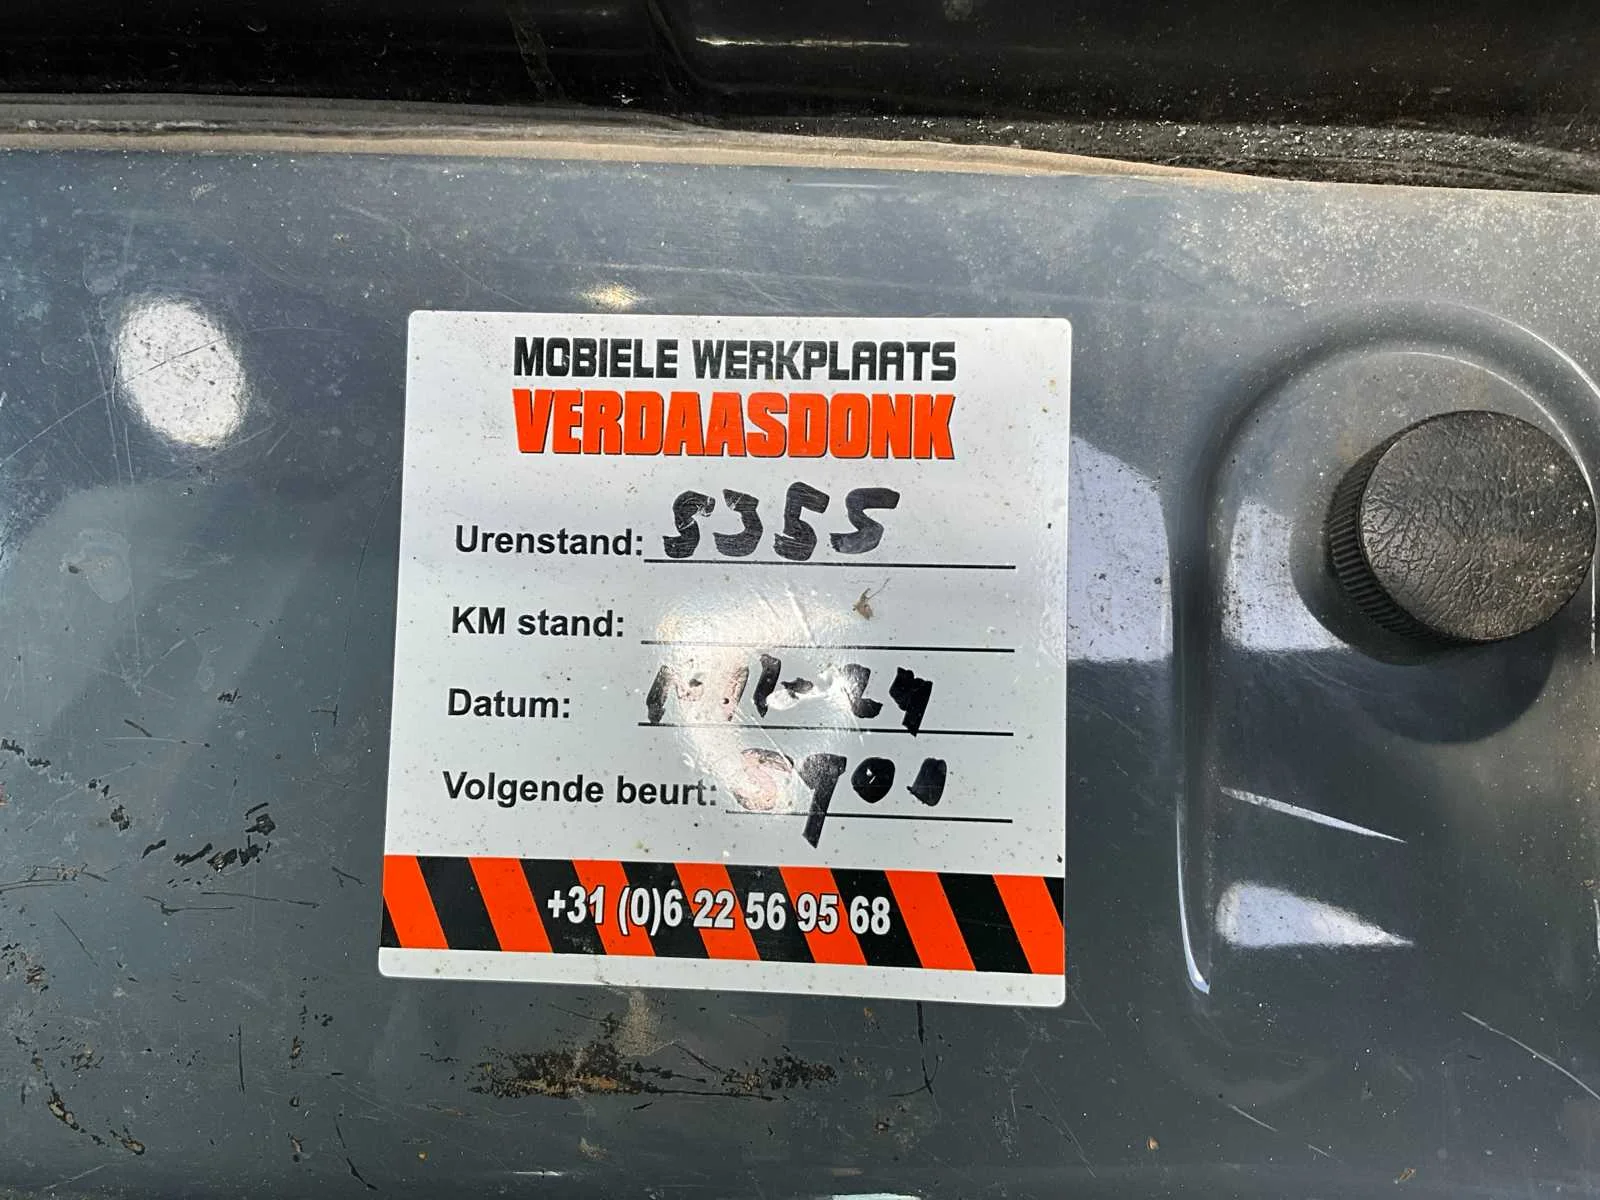 MOBIELE WERKPLAATS
VERDAASDONK
Urenstand: 5355
KM stand:
Datum:
Volgende beurt:
+31 (0)6 22 56 95 68